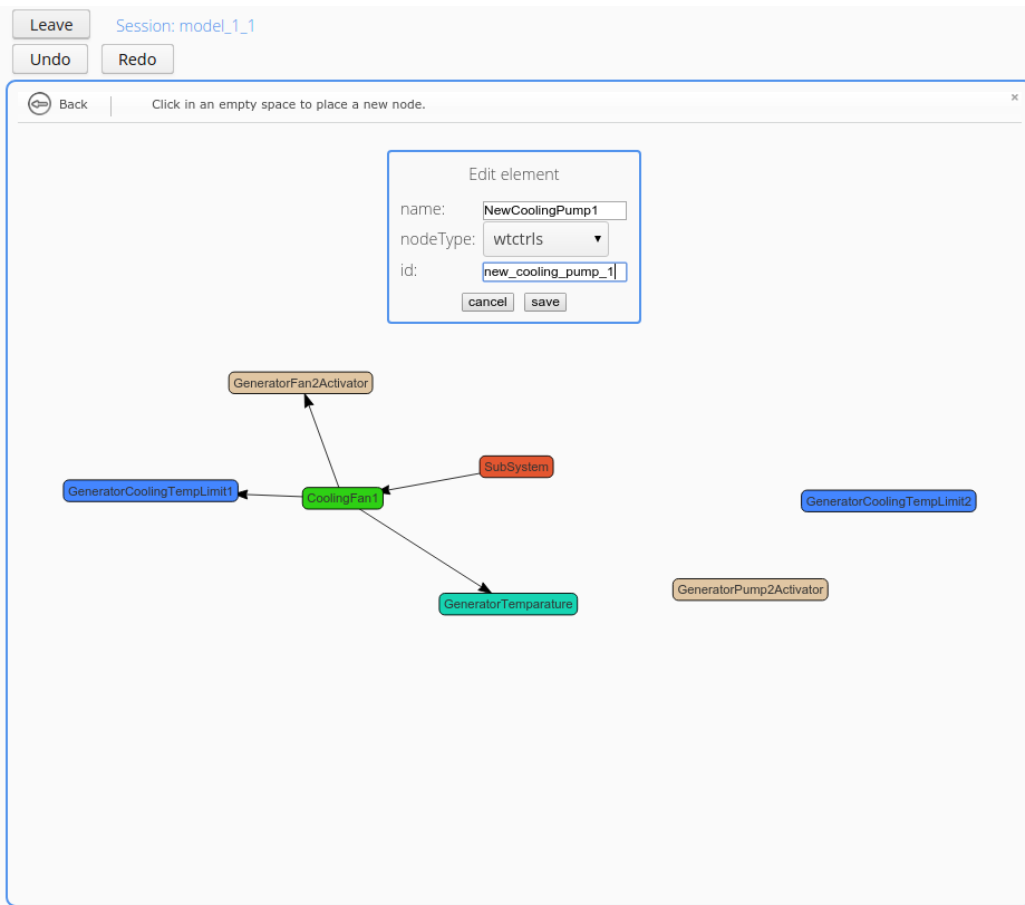 Leave Session: model_1_1
Undo Redo
Back Click in an empty space to place a new node. ×
Edit element
name: NewCoolingPump1
nodeType: wtctrls
id: new_cooling_pump_1
cancel save
GeneratorFan2Activator
SubSystem
GeneratorCoolingTempLimit1
CoolingFan1
GeneratorCoolingTempLimit2
GeneratorPump2Activator
GeneratorTemparature